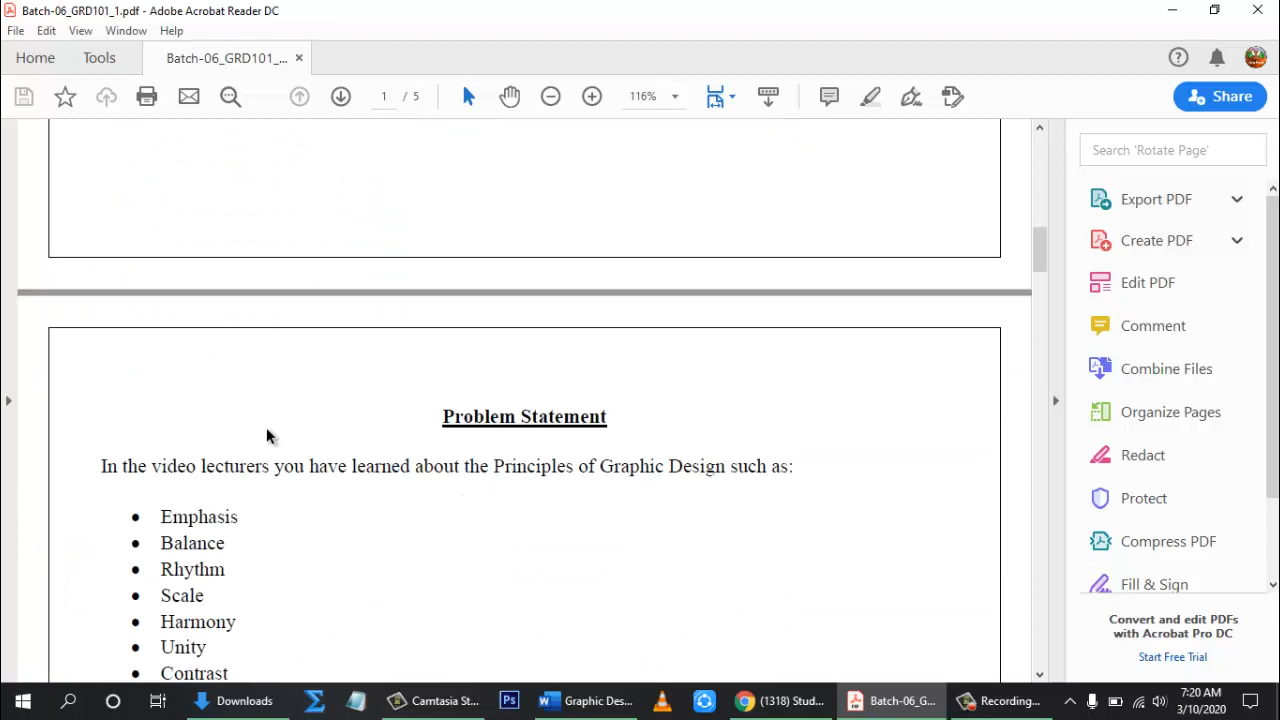 Batch-06_GRD101_1.pdf - Adobe Acrobat Reader DC
File Edit View Window Help
Home Tools Batch-06_GRD101_... ×
1 / 5 116% Share
Search 'Rotate Page'
Export PDF
Create PDF
Edit PDF
Comment
Combine Files
Organize Pages
Redact
Protect
Compress PDF
Fill & Sign
Convert and edit PDFs
with Acrobat Pro DC
Start Free Trial
Problem Statement
In the video lecturers you have learned about the Principles of Graphic Design such as:
• Emphasis
• Balance
• Rhythm
• Scale
• Harmony
• Unity
• Contrast
Downloads Camtasia St... Ps Graphic Des... (1318) Stud... Batch-06_G... Recording... 7:20 AM
3/10/2020